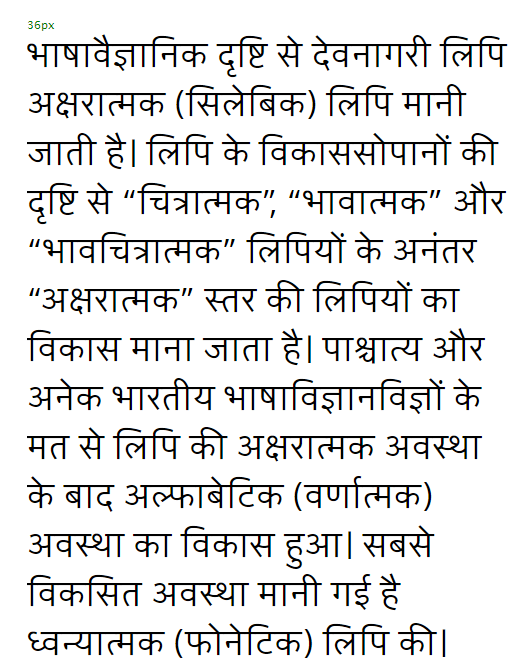 36px
भाषावैज्ञानिक दृष्टि से देवनागरी लिपि
अक्षरात्मक (सिलेबिक) लिपि मानी
जाती है। लिपि के विकाससोपानों की
दृष्टि से “चित्रात्मक”, “भावात्मक” और
“भावचित्रात्मक” लिपियों के अनंतर
“अक्षरात्मक” स्तर की लिपियों का
विकास माना जाता है। पाश्चात्य और
अनेक भारतीय भाषाविज्ञानविज्ञों के
मत से लिपि की अक्षरात्मक अवस्था
के बाद अल्फाबेटिक (वर्णात्मक)
अवस्था का विकास हुआ। सबसे
विकसित अवस्था मानी गई है
ध्वन्यात्मक (फोनेटिक) लिपि की।